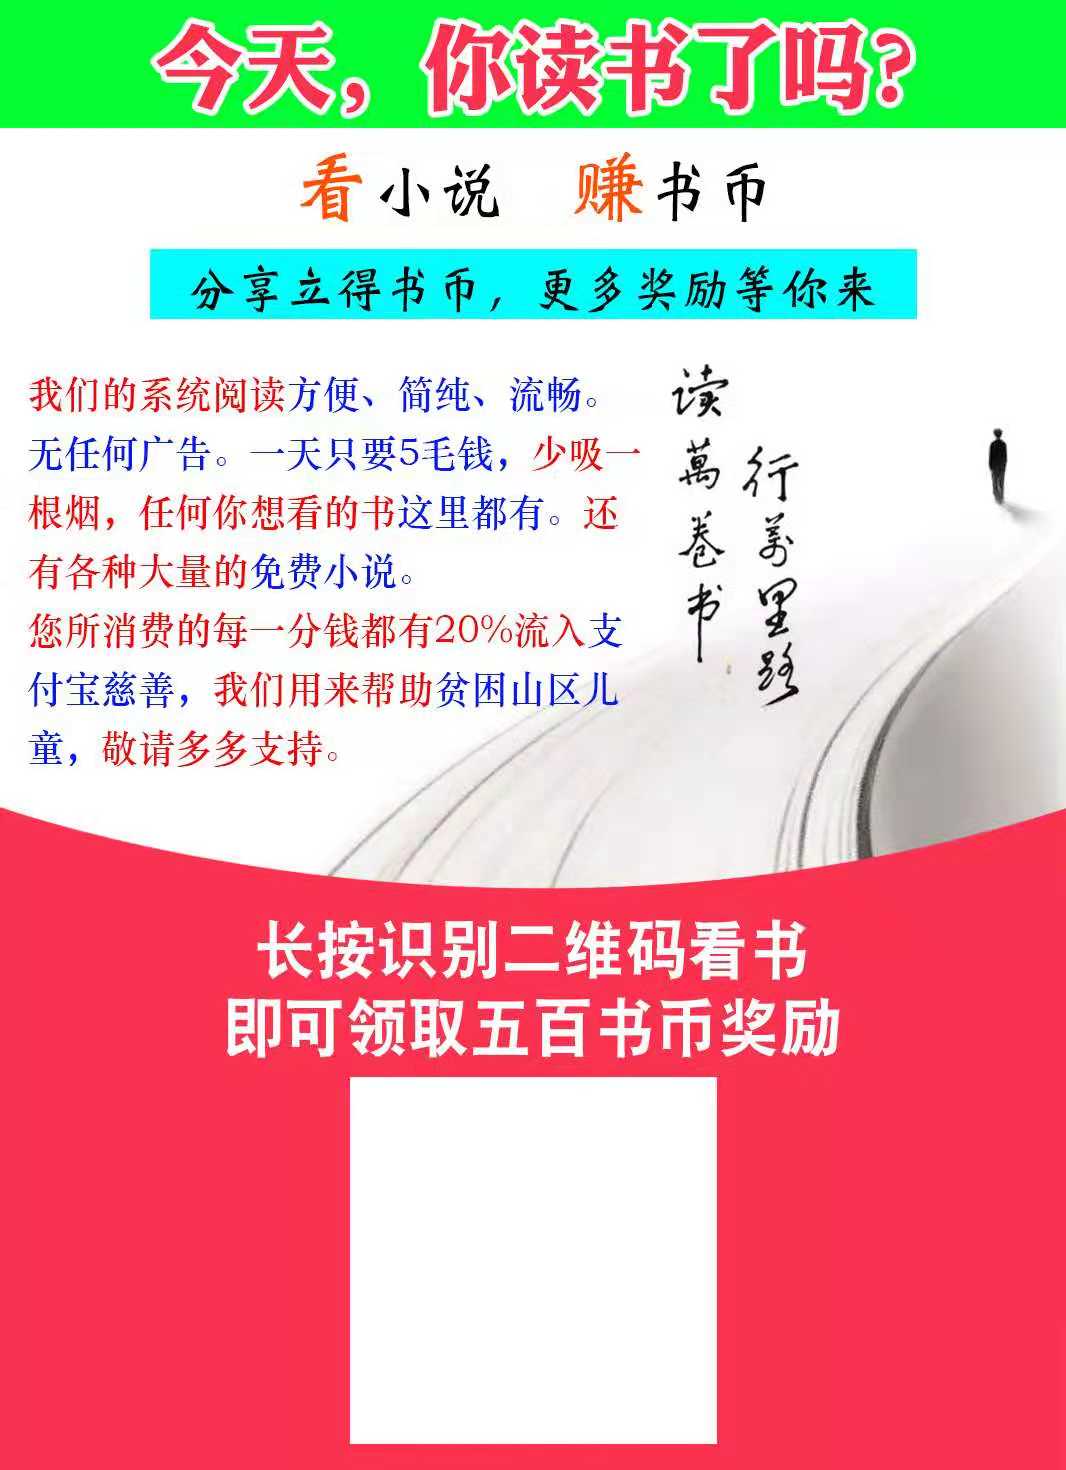 今天，你读书了吗?
看小说 赚书币
分享立得书币，更多奖励等你来
我们的系统阅读方便、简纯、流畅。
无任何广告。一天只要5毛钱，少吸一
根烟，任何你想看的书这里都有。还
有各种大量的免费小说。
您所消费的每一分钱都有20%流入支
付宝慈善，我们用来帮助贫困山区儿
童，敬请多多支持。
读萬卷书
行万里路
长按识别二维码看书
即可领取五百书币奖励